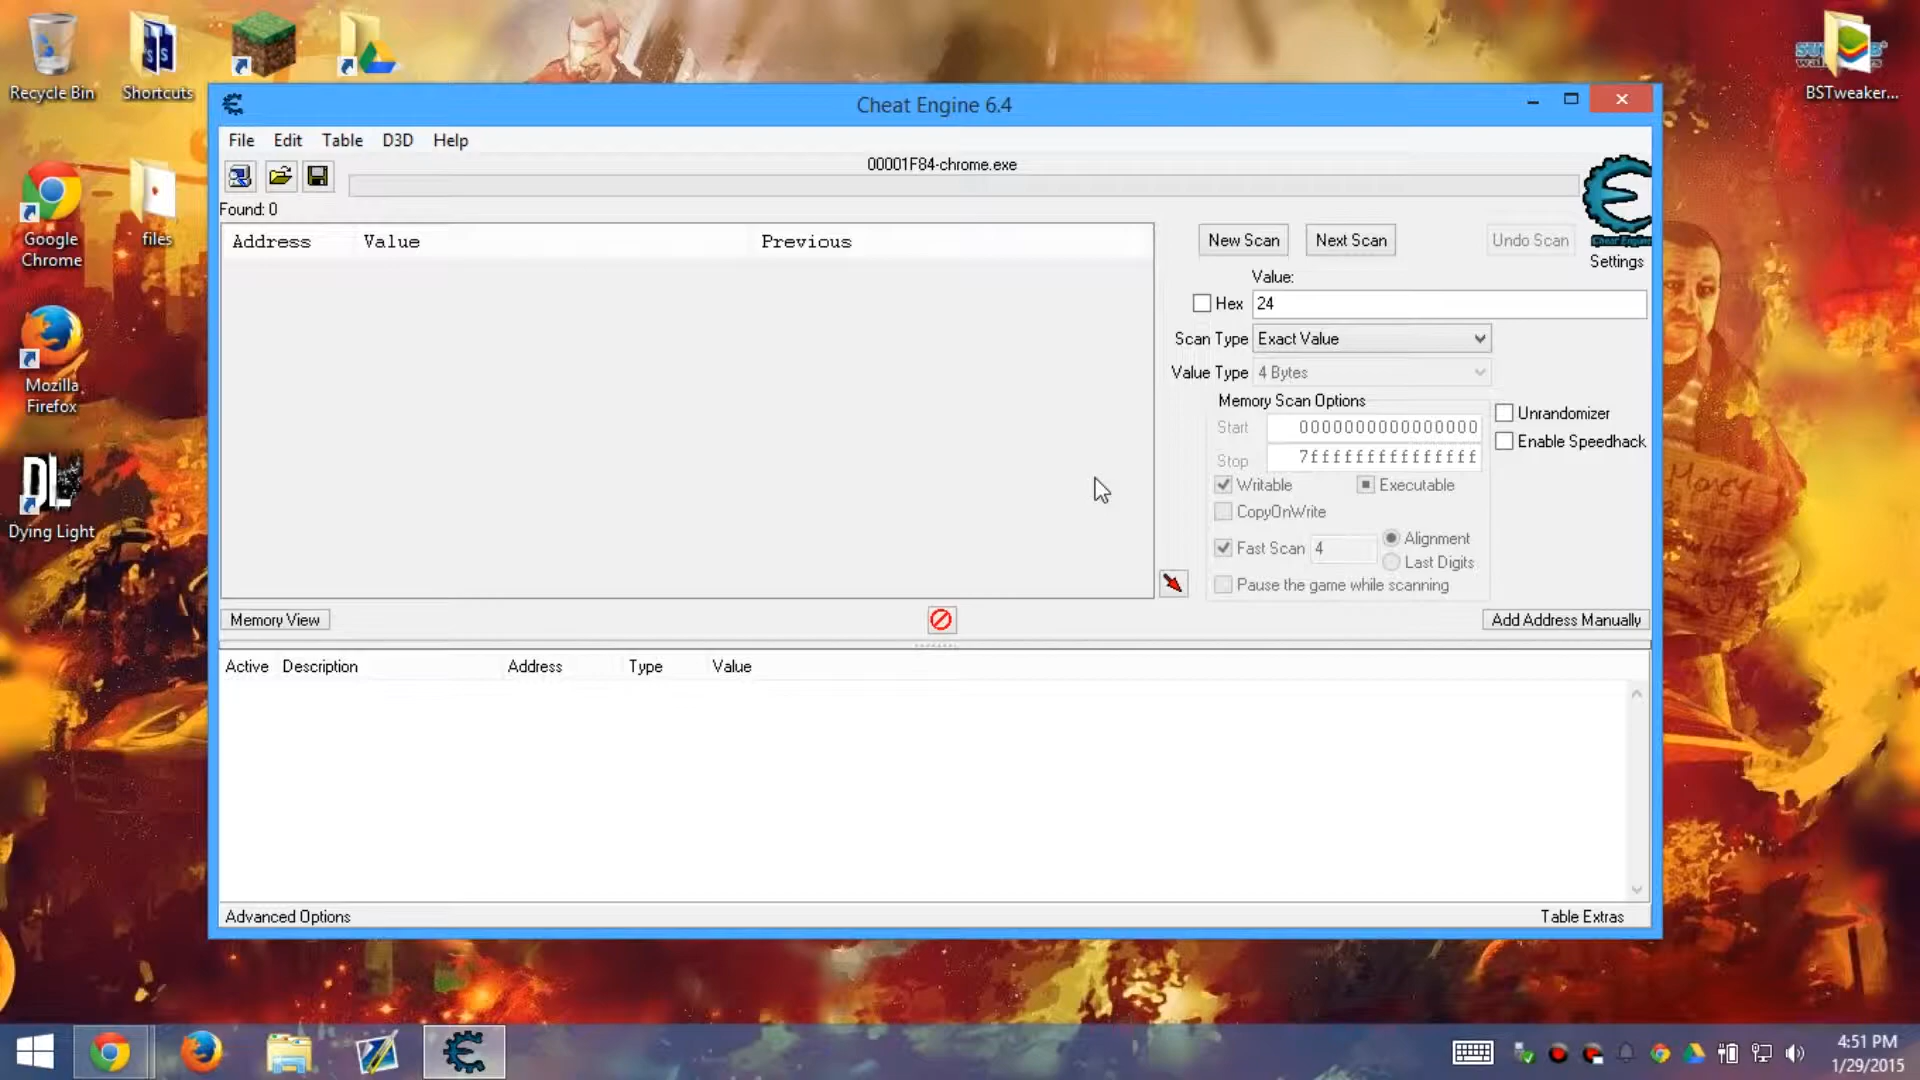 Recycle Bin
Shortcuts
BSTweaker...
Google
Chrome
files
Mozilla
Firefox
DL
Dying Light
Cheat Engine 6.4
File Edit Table D3D Help
00001F84-chrome.exe
Found: 0
Address Value Previous
New Scan Next Scan Undo Scan
Cheat Engine
Settings
Value:
Hex 24
Scan Type Exact Value
Value Type 4 Bytes
Memory Scan Options
Start 0000000000000000
Stop 7fffffffffffffff
Unrandomizer
Enable Speedhack
Writable Executable
CopyOnWrite
Fast Scan 4 Alignment
Last Digits
Pause the game while scanning
Memory View Add Address Manually
Active Description Address Type Value
Advanced Options Table Extras
Money
4:51 PM
1/29/2015